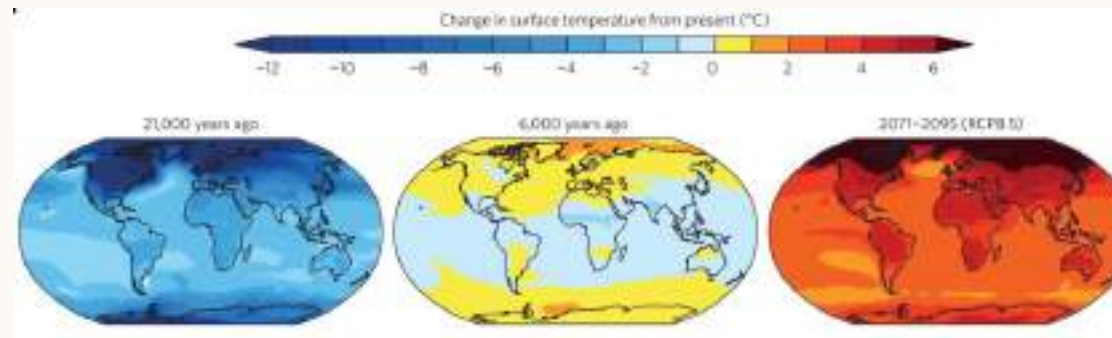 Change in surface temperature from present (°C)
−12 −10 −8 −6 −4 −2 0 2 4 6
21,000 years ago 6,000 years ago 2071–2095 (RCP8.5)